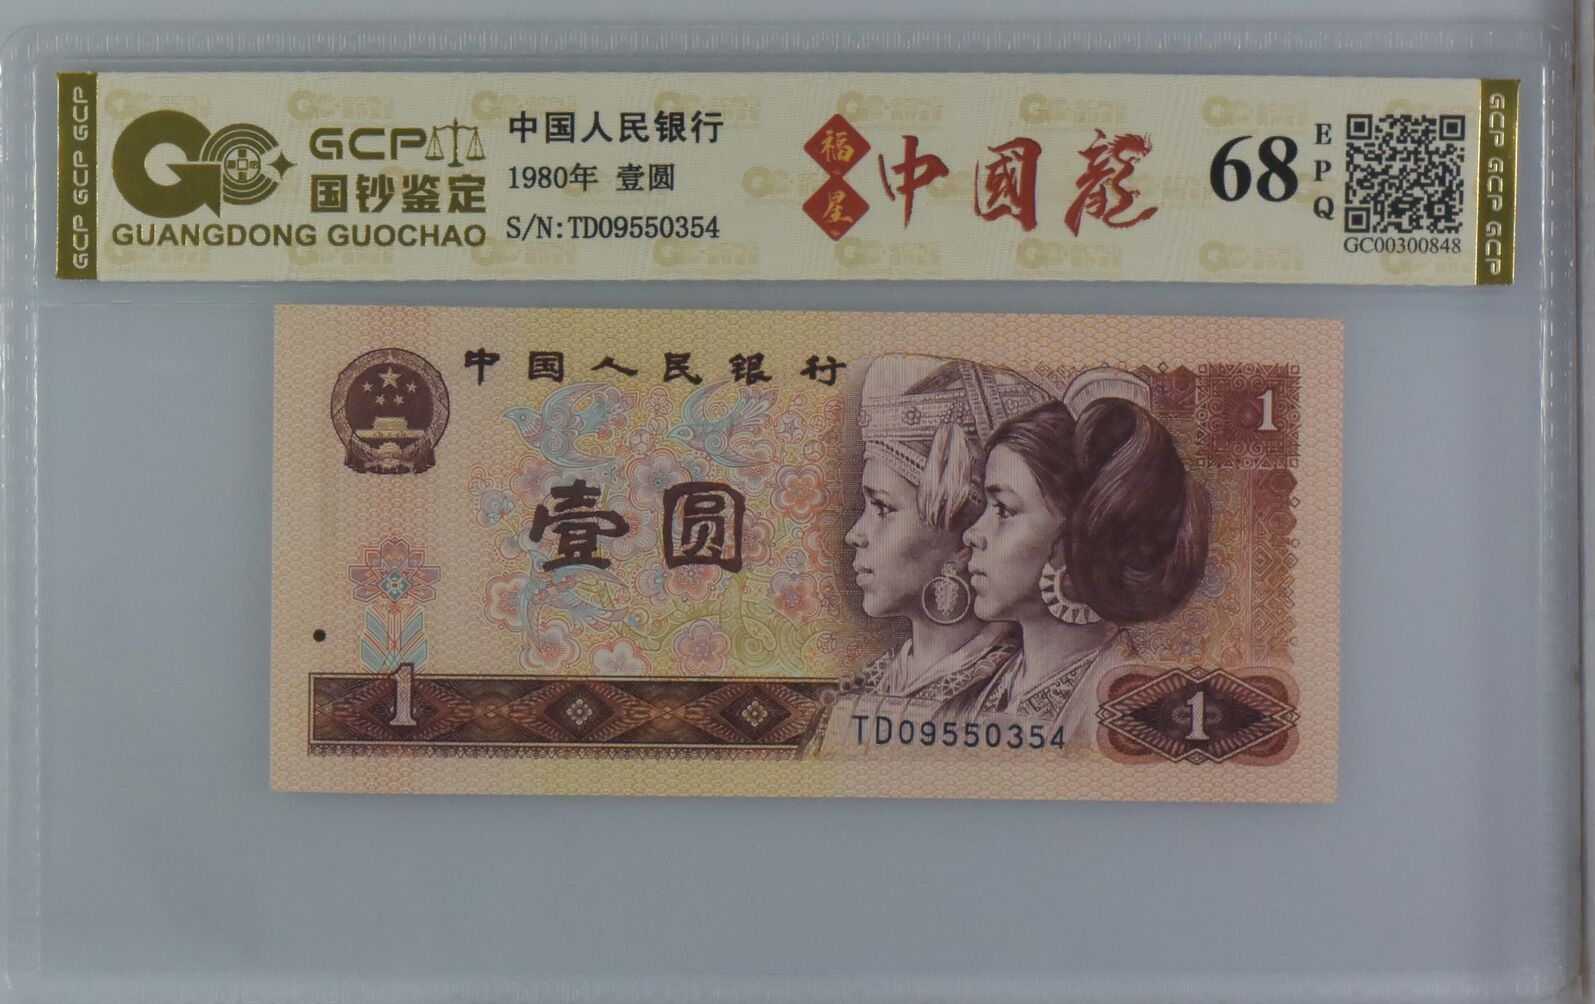 GCP GCP GCP
GCP
国钞鉴定
GUANGDONG GUOCHAO
中国人民银行
1980年 壹圆
S/N:TD09550354
福星
中國龍
68
EPQ
GC00300848
GCP GCP GCP
中国人民银行
1
壹圆
1
TD09550354
1